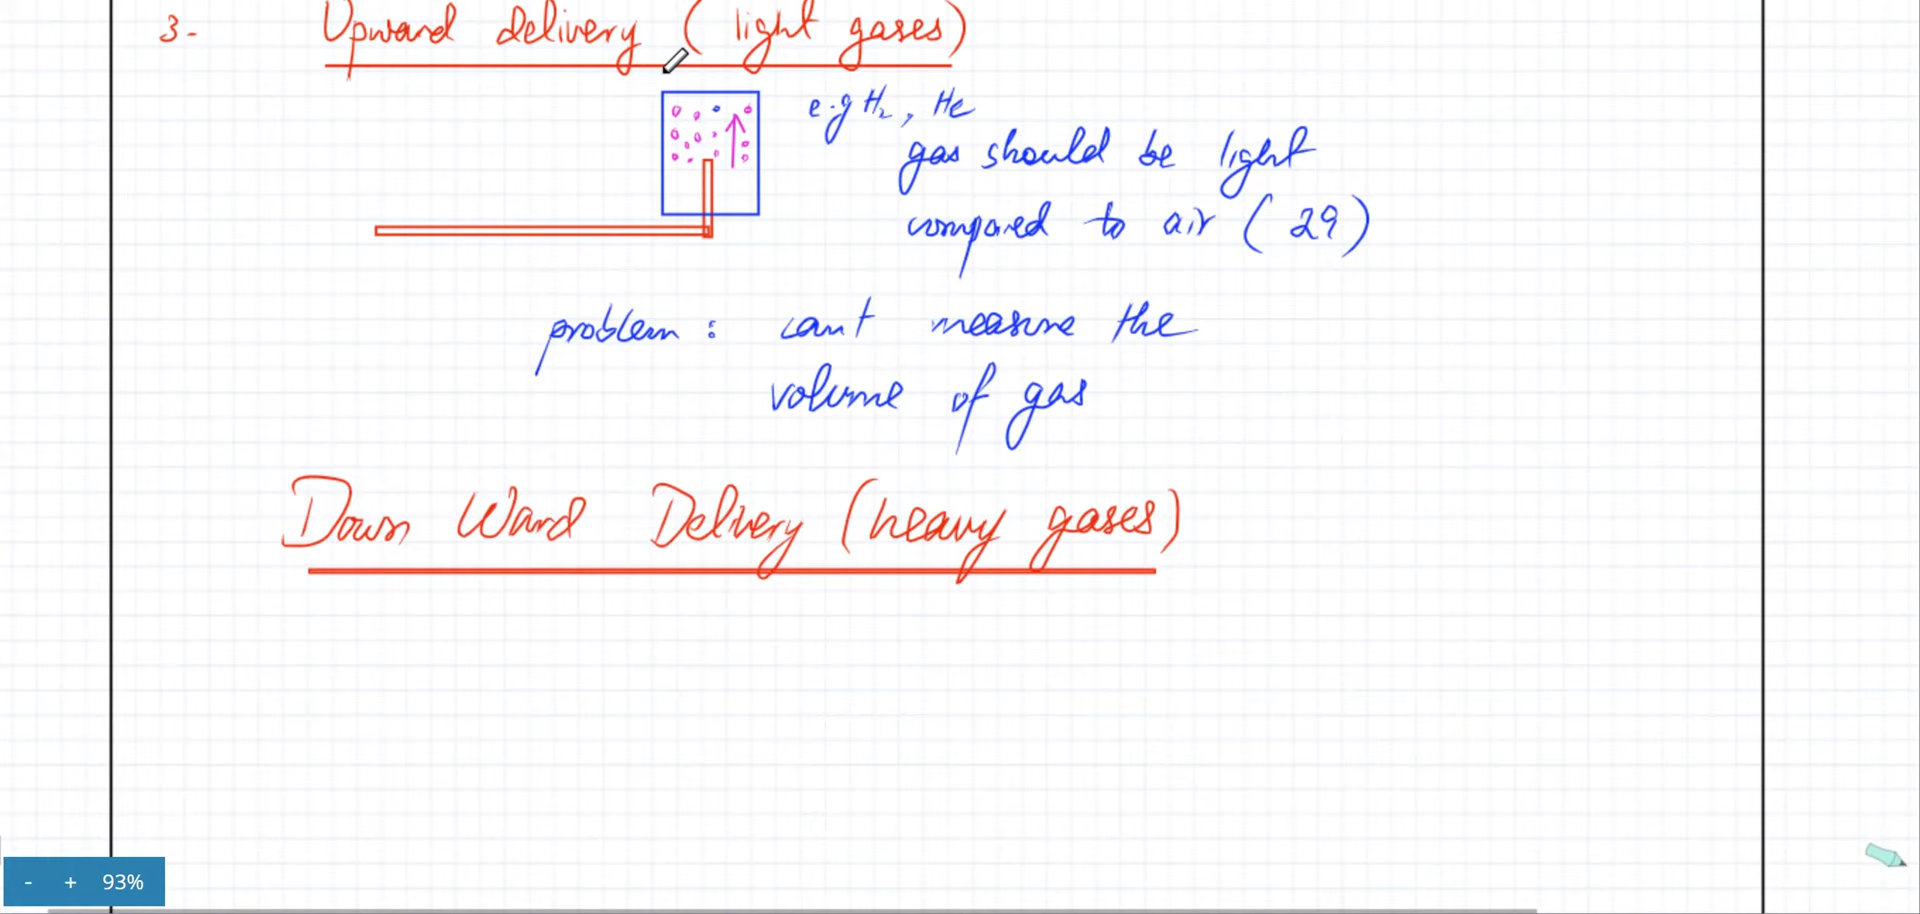 3- Upward delivery (light gases)
e.g H₂, He
gas should be light
compared to air (29)
problem : cant measure the
volume of gas
Down Ward Delivery (heavy gases)
- + 93%